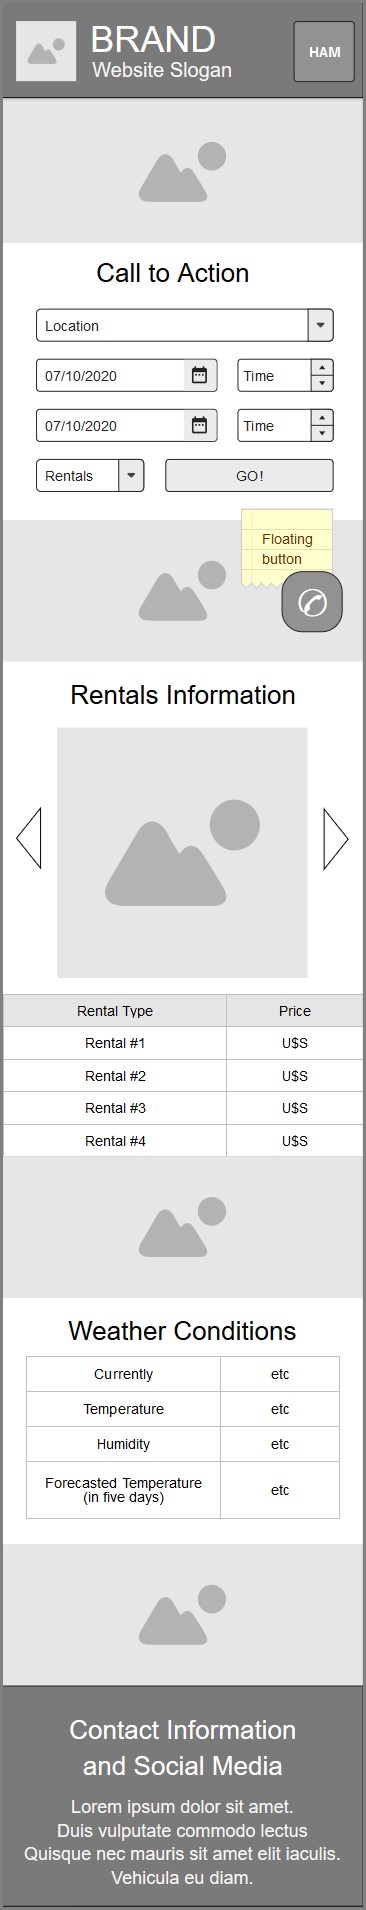 BRAND
Website Slogan
HAM
Call to Action
Location
07/10/2020
Time
07/10/2020
Time
Rentals
GO!
Floating
button
Rentals Information
Rental Type Price
Rental #1 U$S
Rental #2 U$S
Rental #3 U$S
Rental #4 U$S
Weather Conditions
Currently etc
Temperature etc
Humidity etc
Forecasted Temperature
(in five days) etc
Contact Information
and Social Media
Lorem ipsum dolor sit amet.
Duis vulputate commodo lectus
Quisque nec mauris sit amet elit iaculis.
Vehicula eu diam.